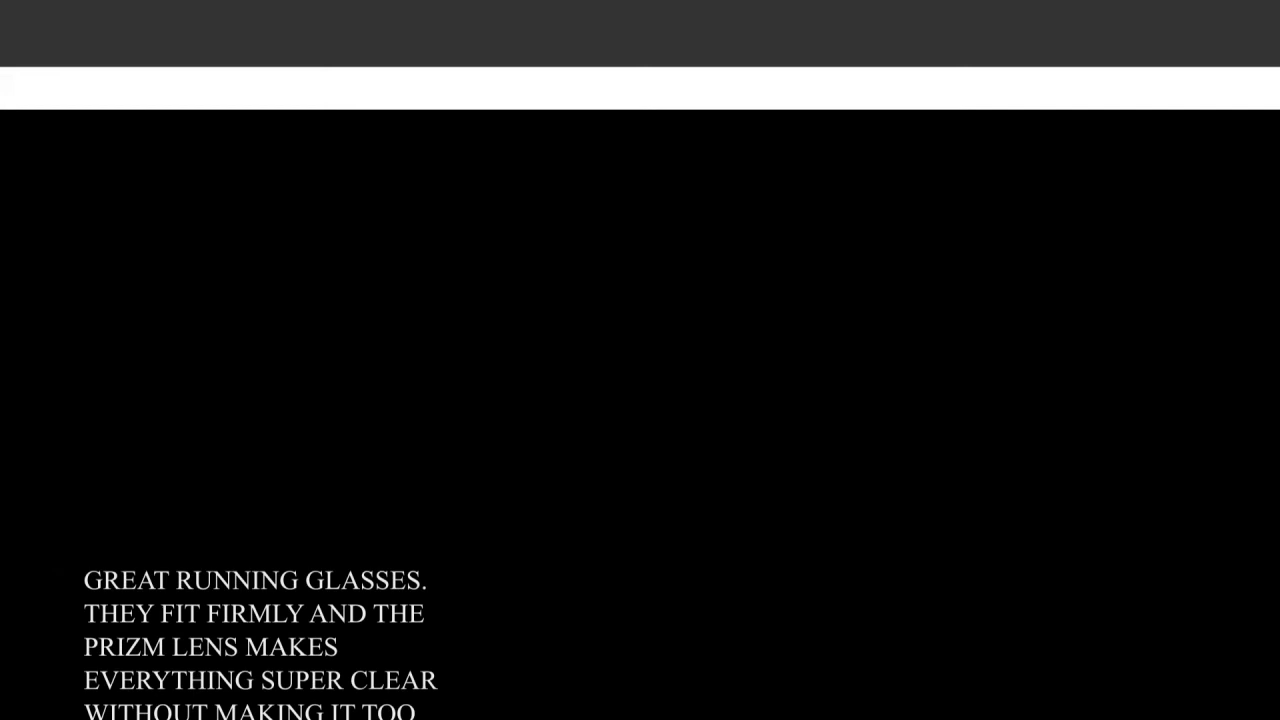 GREAT RUNNING GLASSES.
THEY FIT FIRMLY AND THE
PRIZM LENS MAKES
EVERYTHING SUPER CLEAR
WITHOUT MAKING IT TOO